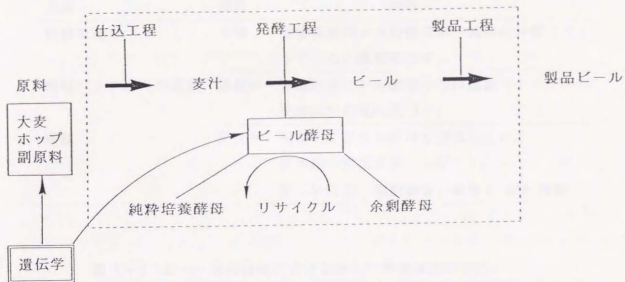 仕込工程
発酵工程
製品工程
原料
麦汁
ビール
製品ビール
大麦
ホップ
副原料
ビール酵母
純粋培養酵母
リサイクル
余剰酵母
遺伝学